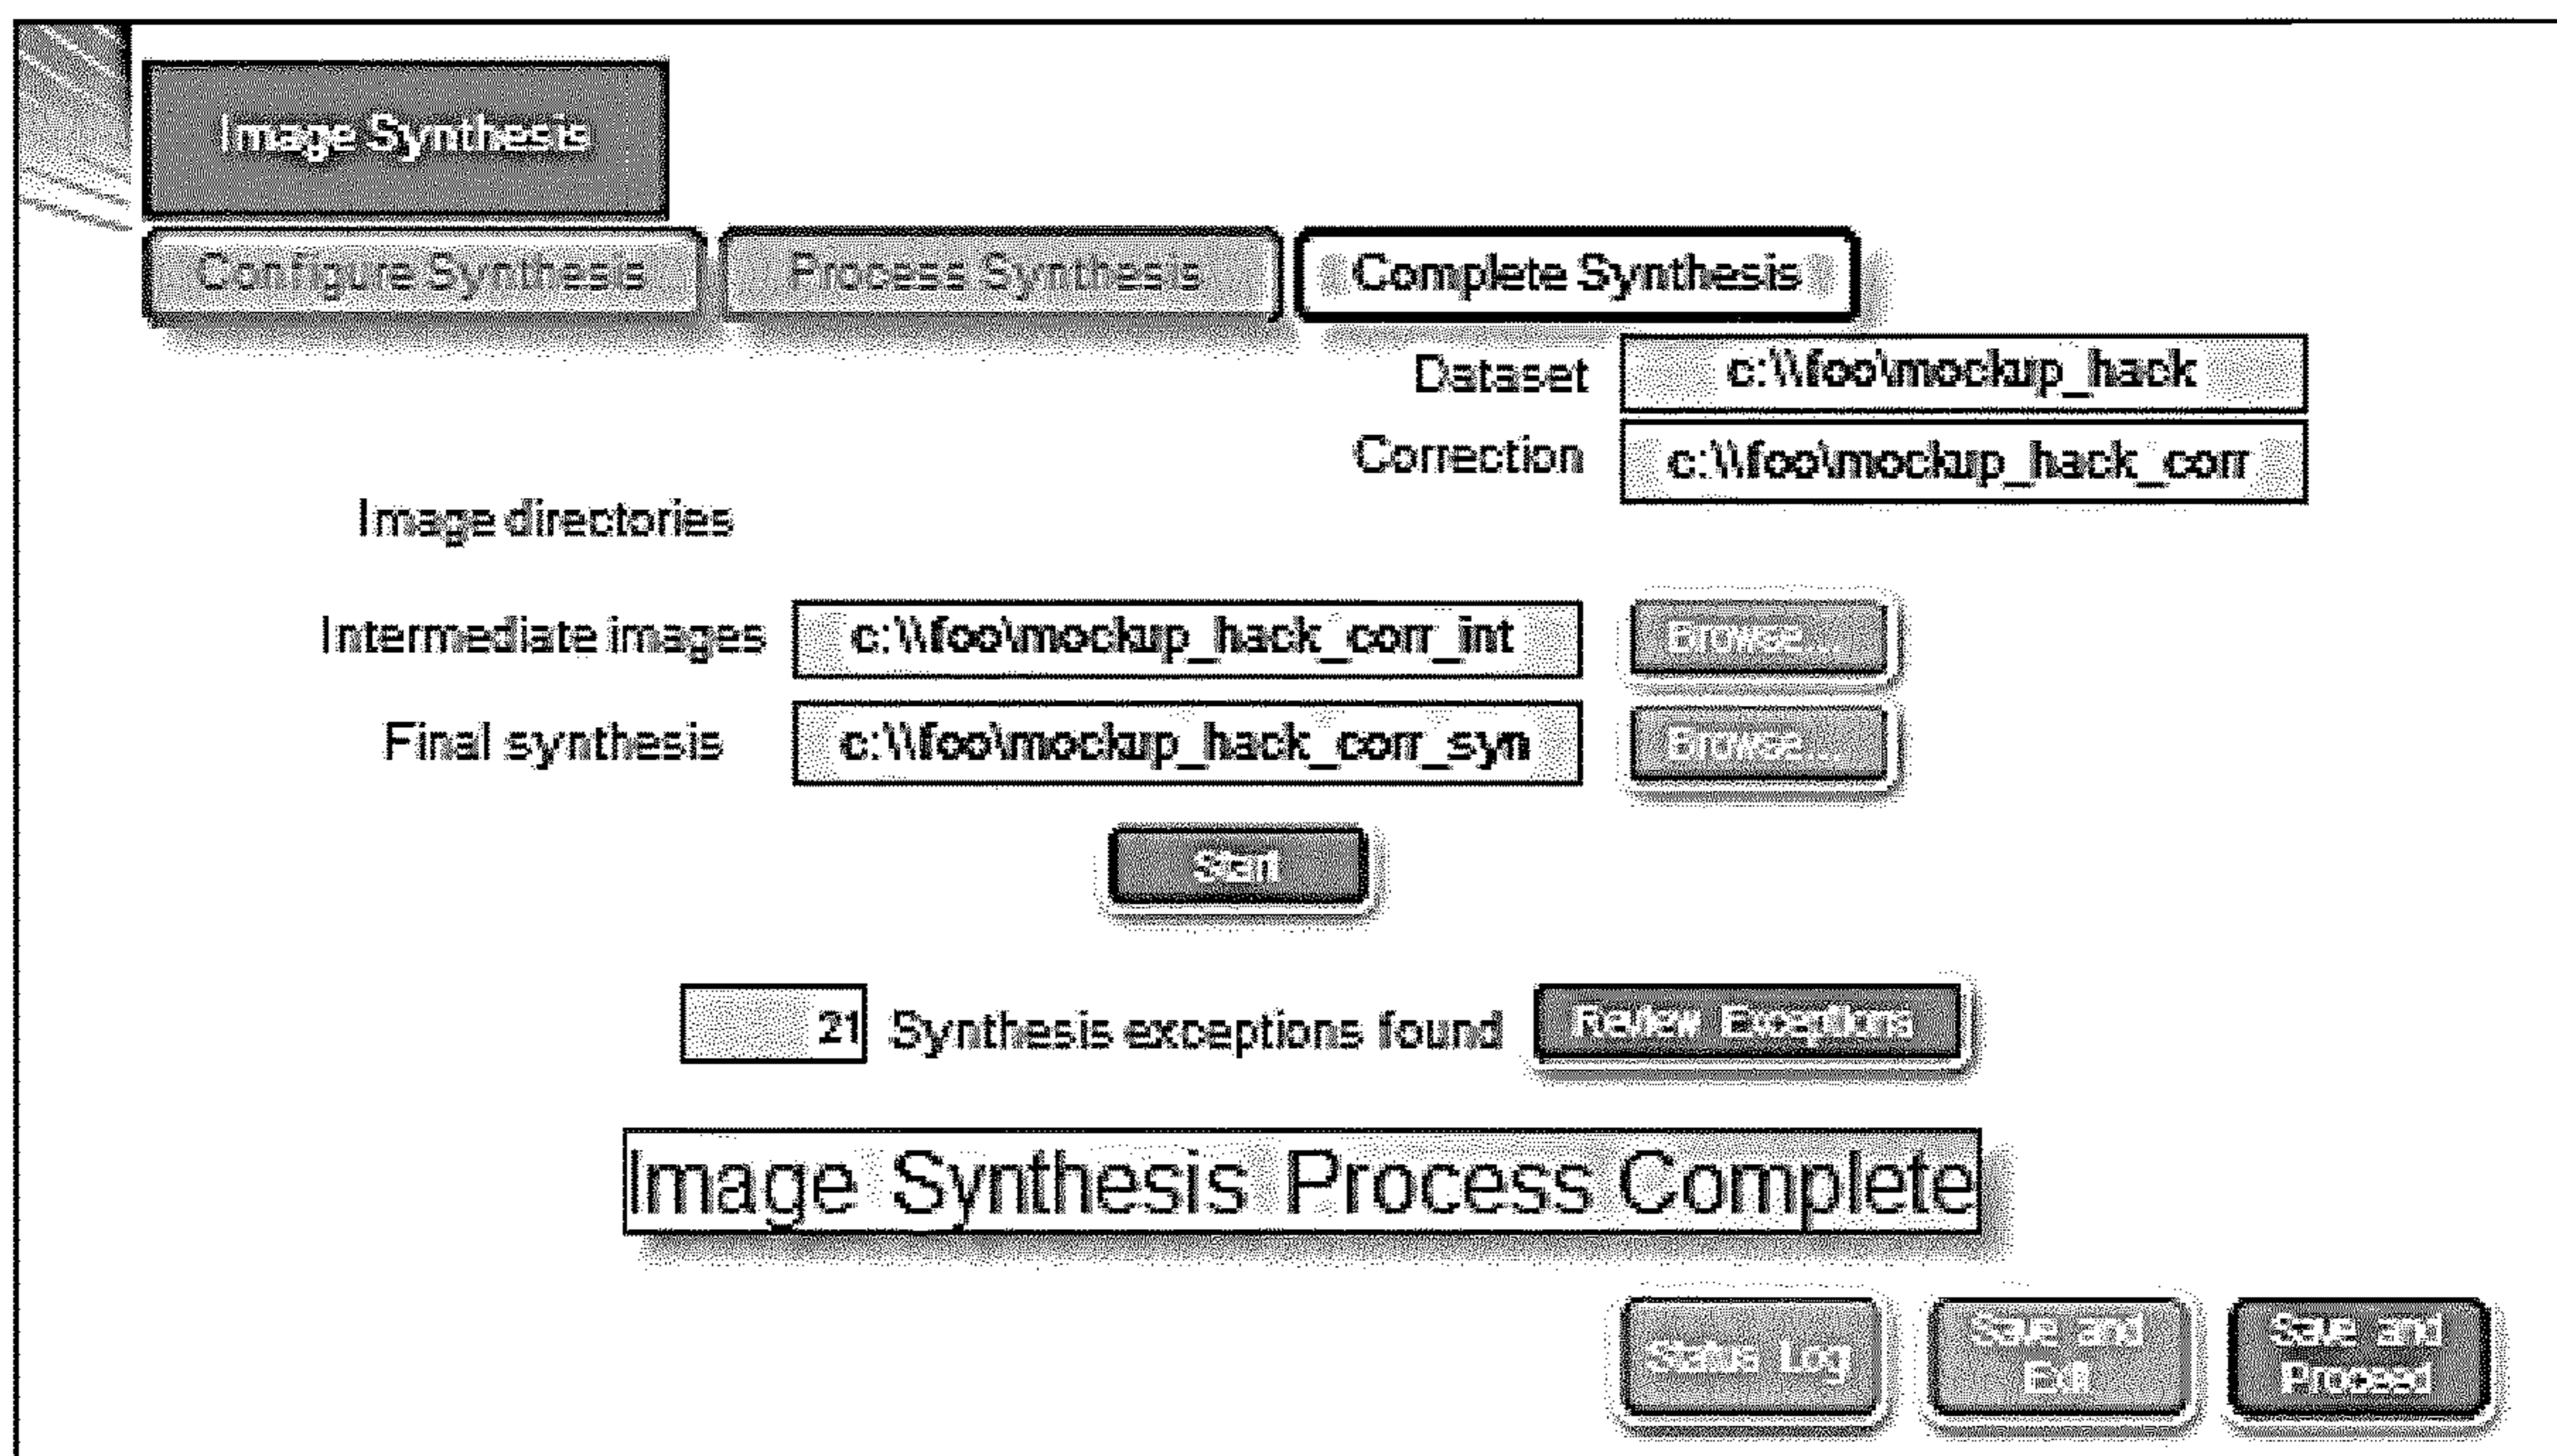 Image Synthesis
Configure Synthesis Process Synthesis Complete Synthesis
Dataset c:\\foo\mockup_hack
Correction c:\\foo\mockup_hack_corr
Image directories
Intermediate images c:\\foo\mockup_hack_corr_int Browse...
Final synthesis c:\\foo\mockup_hack_corr_syn Browse...
Start
21 Synthesis exceptions found Review Exceptions
Image Synthesis Process Complete
Status Log
Save and
Exit
Save and
Proceed